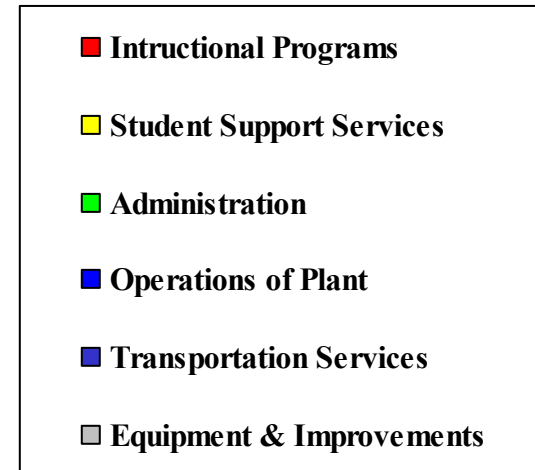 Intructional Programs
Student Support Services
Administration
Operations of Plant
Transportation Services
Equipment & Improvements